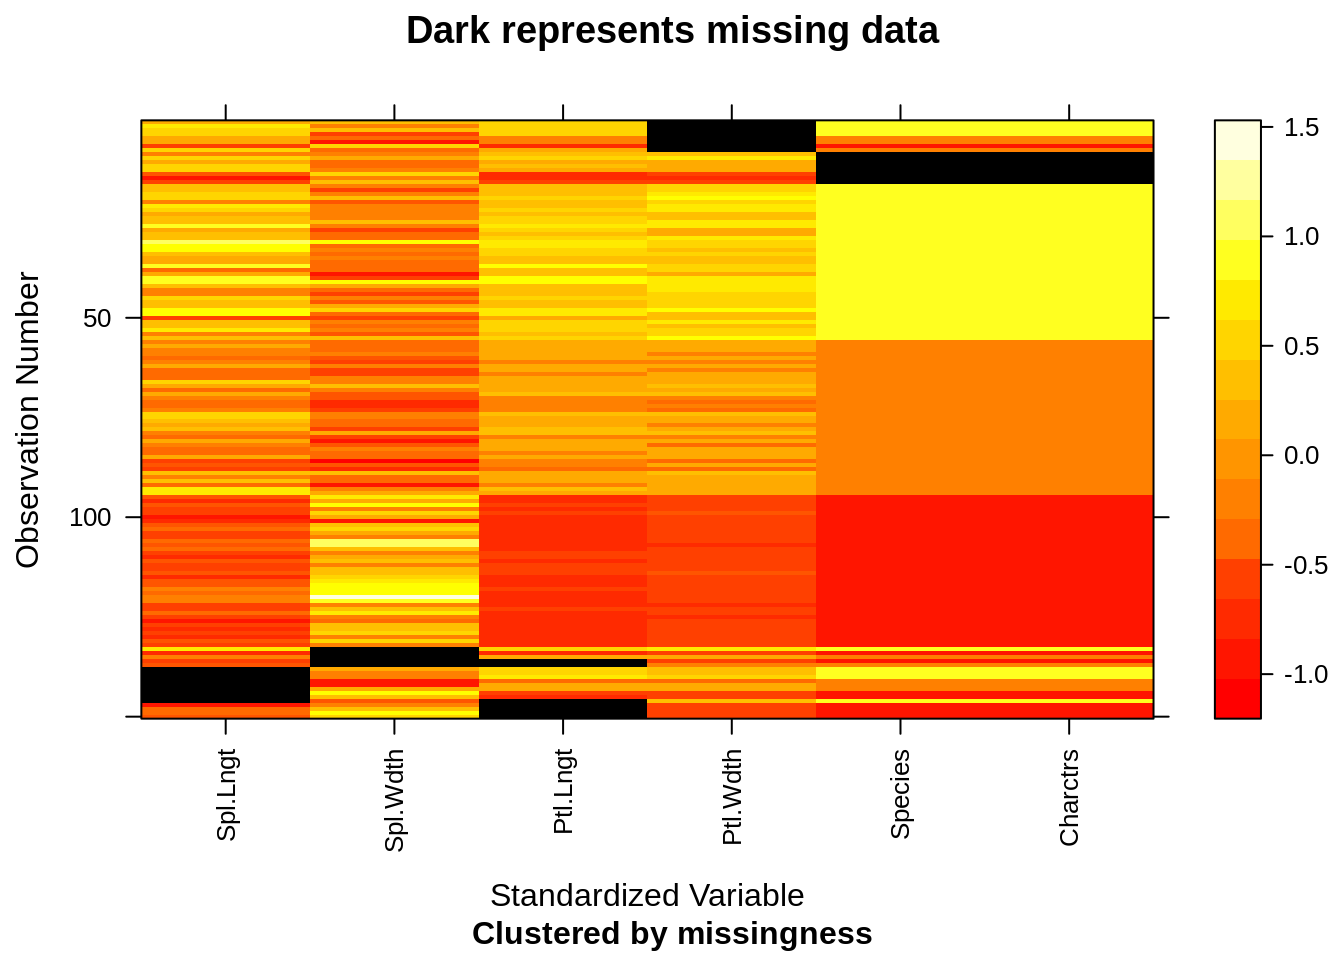 Dark represents missing data
Observation Number
50
100
1.5
1.0
0.5
0.0
-0.5
-1.0
Spl.Lngt
Spl.Wdth
Ptl.Lngt
Ptl.Wdth
Species
Charctrs
Standardized Variable
Clustered by missingness